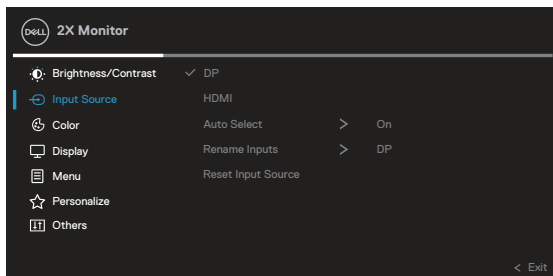 DELL 2X Monitor
Brightness/Contrast ✓ DP
Input Source HDMI
Color Auto Select > On
Display Rename Inputs > DP
Menu Reset Input Source
Personalize
Others
< Exit